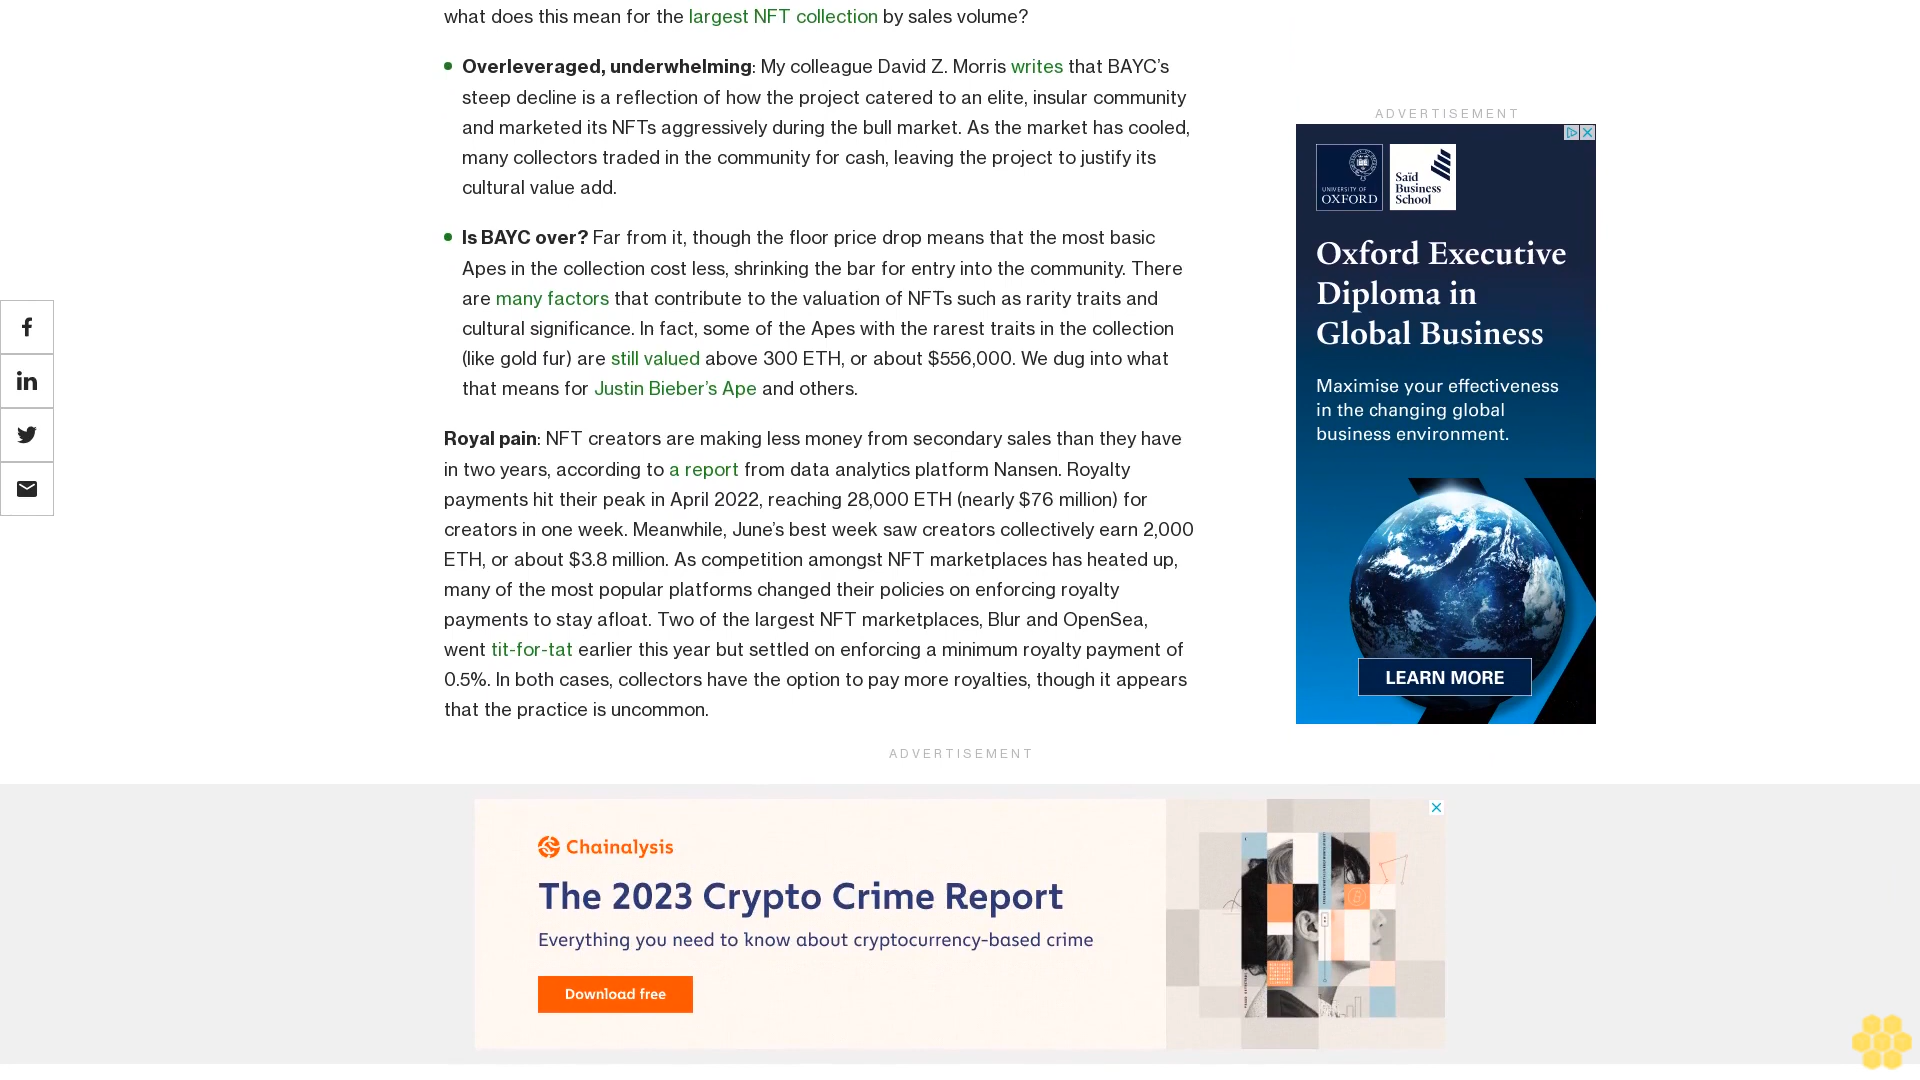 what does this mean for the largest NFT collection by sales volume?
Overleveraged, underwhelming: My colleague David Z. Morris writes that BAYC’s
steep decline is a reflection of how the project catered to an elite, insular community
and marketed its NFTs aggressively during the bull market. As the market has cooled,
many collectors traded in the community for cash, leaving the project to justify its
cultural value add.
Is BAYC over? Far from it, though the floor price drop means that the most basic
Apes in the collection cost less, shrinking the bar for entry into the community. There
are many factors that contribute to the valuation of NFTs such as rarity traits and
cultural significance. In fact, some of the Apes with the rarest traits in the collection
(like gold fur) are still valued above 300 ETH, or about $556,000. We dug into what
that means for Justin Bieber’s Ape and others.
Royal pain: NFT creators are making less money from secondary sales than they have
in two years, according to a report from data analytics platform Nansen. Royalty
payments hit their peak in April 2022, reaching 28,000 ETH (nearly $76 million) for
creators in one week. Meanwhile, June’s best week saw creators collectively earn 2,000
ETH, or about $3.8 million. As competition amongst NFT marketplaces has heated up,
many of the most popular platforms changed their policies on enforcing royalty
payments to stay afloat. Two of the largest NFT marketplaces, Blur and OpenSea,
went tit-for-tat earlier this year but settled on enforcing a minimum royalty payment of
0.5%. In both cases, collectors have the option to pay more royalties, though it appears
that the practice is uncommon.
ADVERTISEMENT
UNIVERSITY OF
OXFORD
Saïd
Business
School
Oxford Executive
Diploma in
Global Business
Maximise your effectiveness
in the changing global
business environment.
LEARN MORE
ADVERTISEMENT
Chainalysis
The 2023 Crypto Crime Report
Everything you need to know about cryptocurrency-based crime
Download free